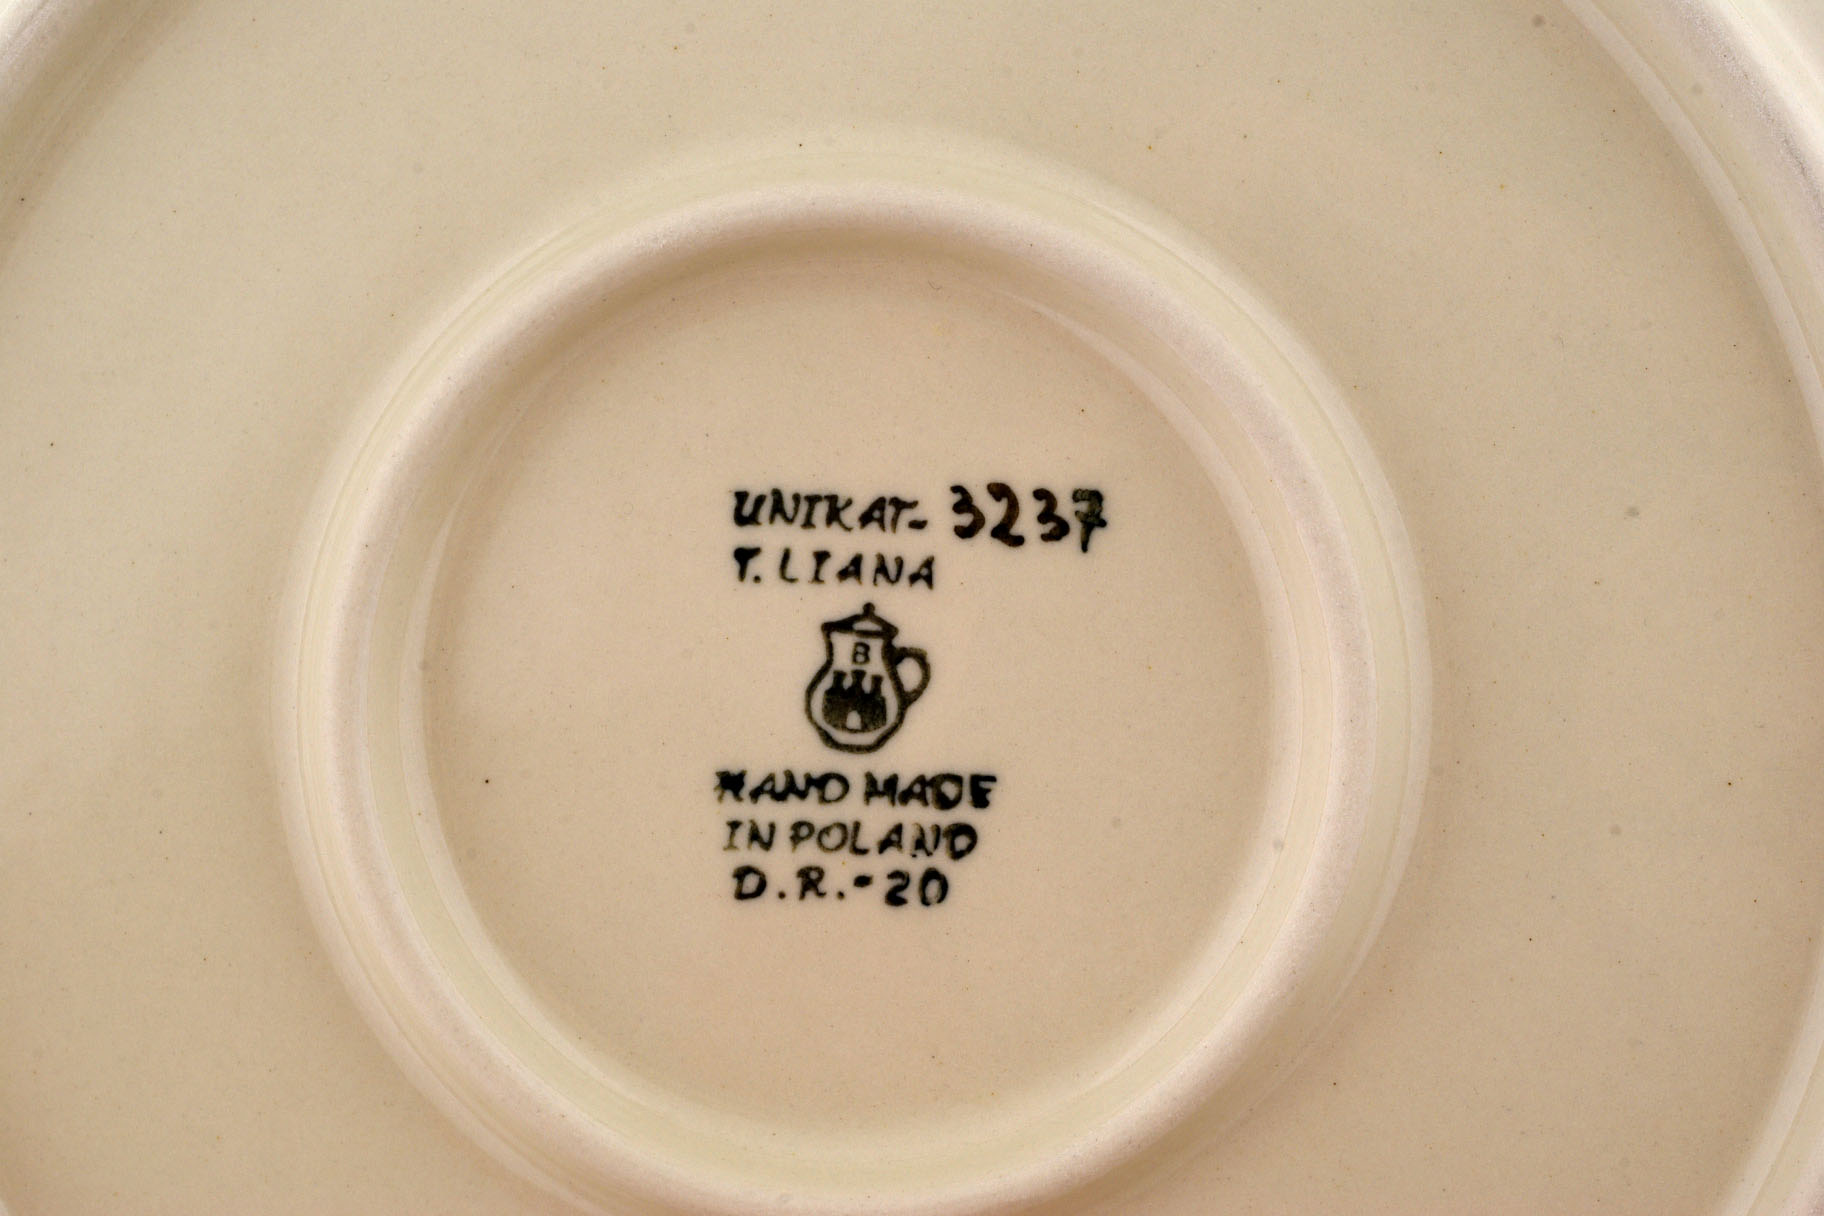 UNIKAT- 3237
T. LIANA
B
HAND MADE
IN POLAND
D.R.-20